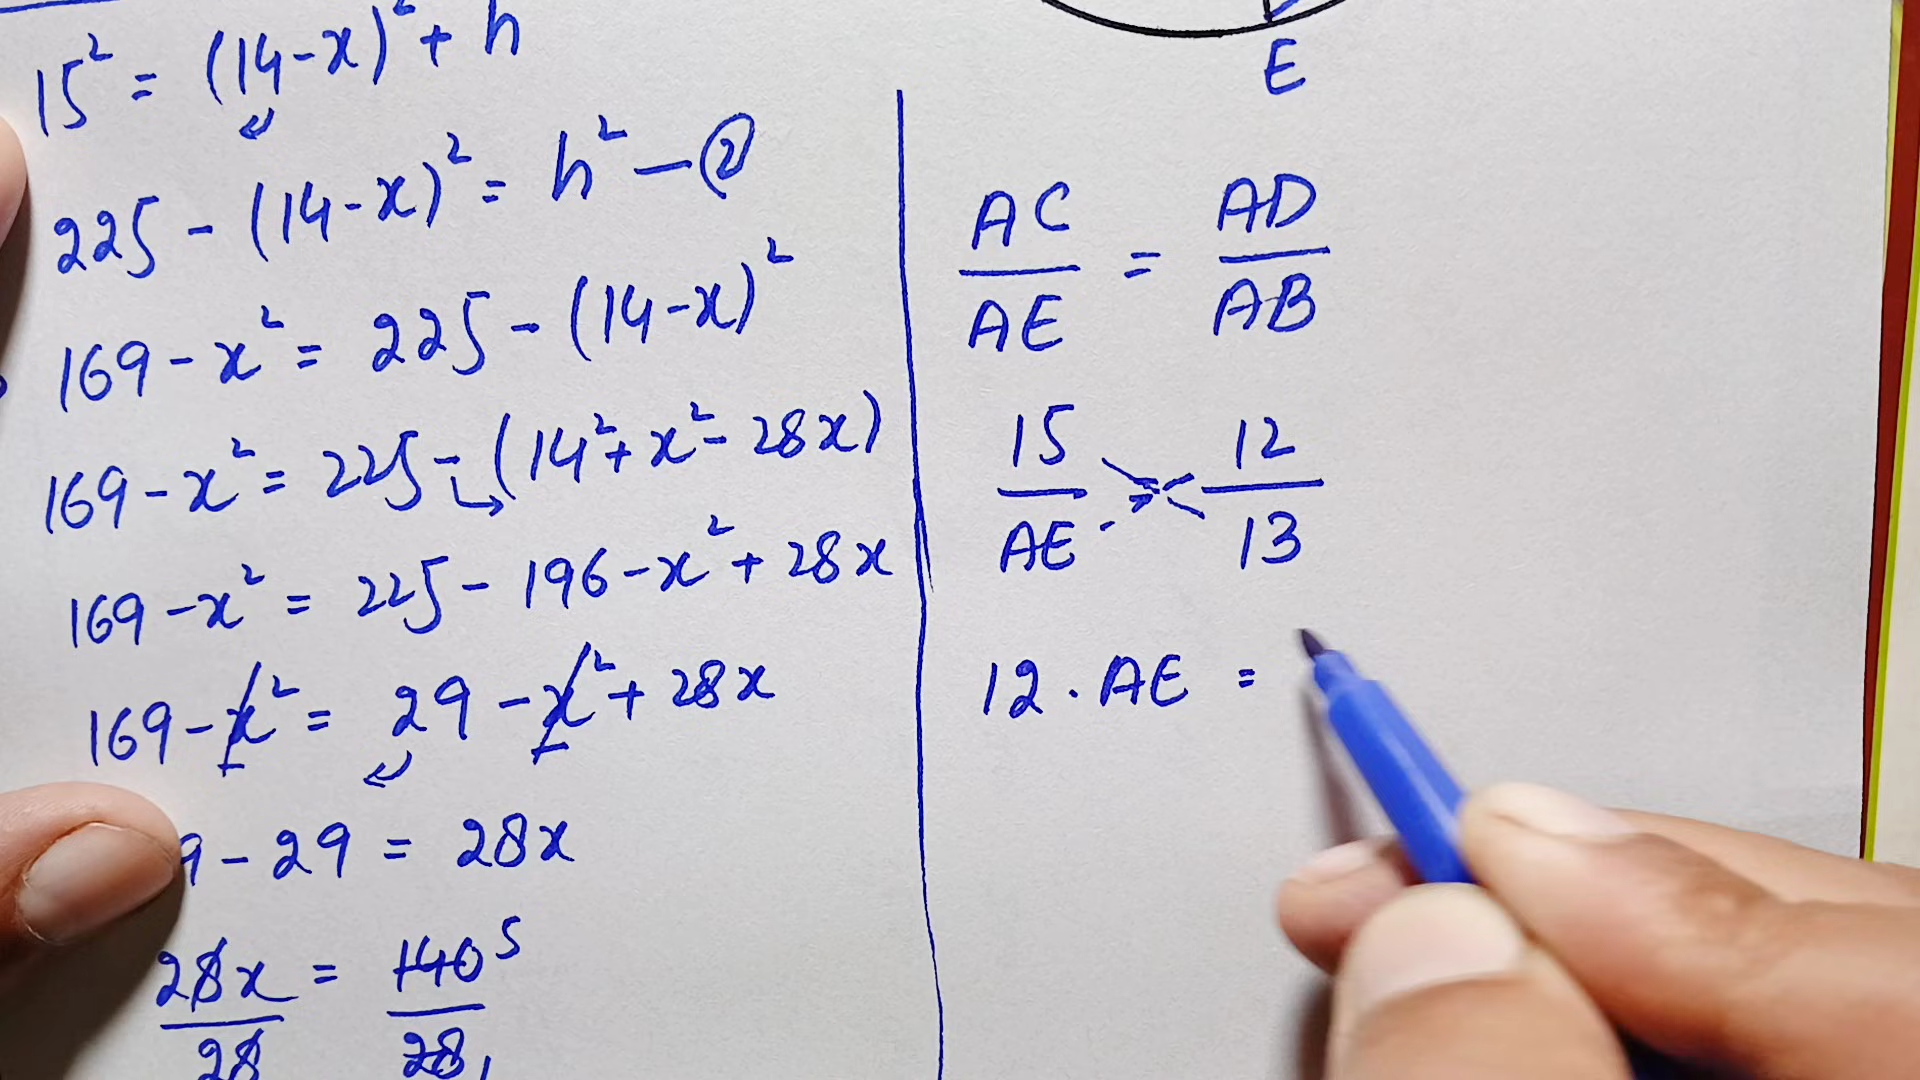 15² = (14-x)² + h
225 - (14-x)² = h² - ②
169 - x² = 225 - (14-x)²
169 - x² = 225 - (14² + x² - 28x)
169 - x² = 225 - 196 - x² + 28x
169 - x² = 29 - x² + 28x
9 - 29 = 28x
28x/28 = 140/28 5 1
E
AC/AE = AD/AB
15/AE = 12/13
12 . AE =